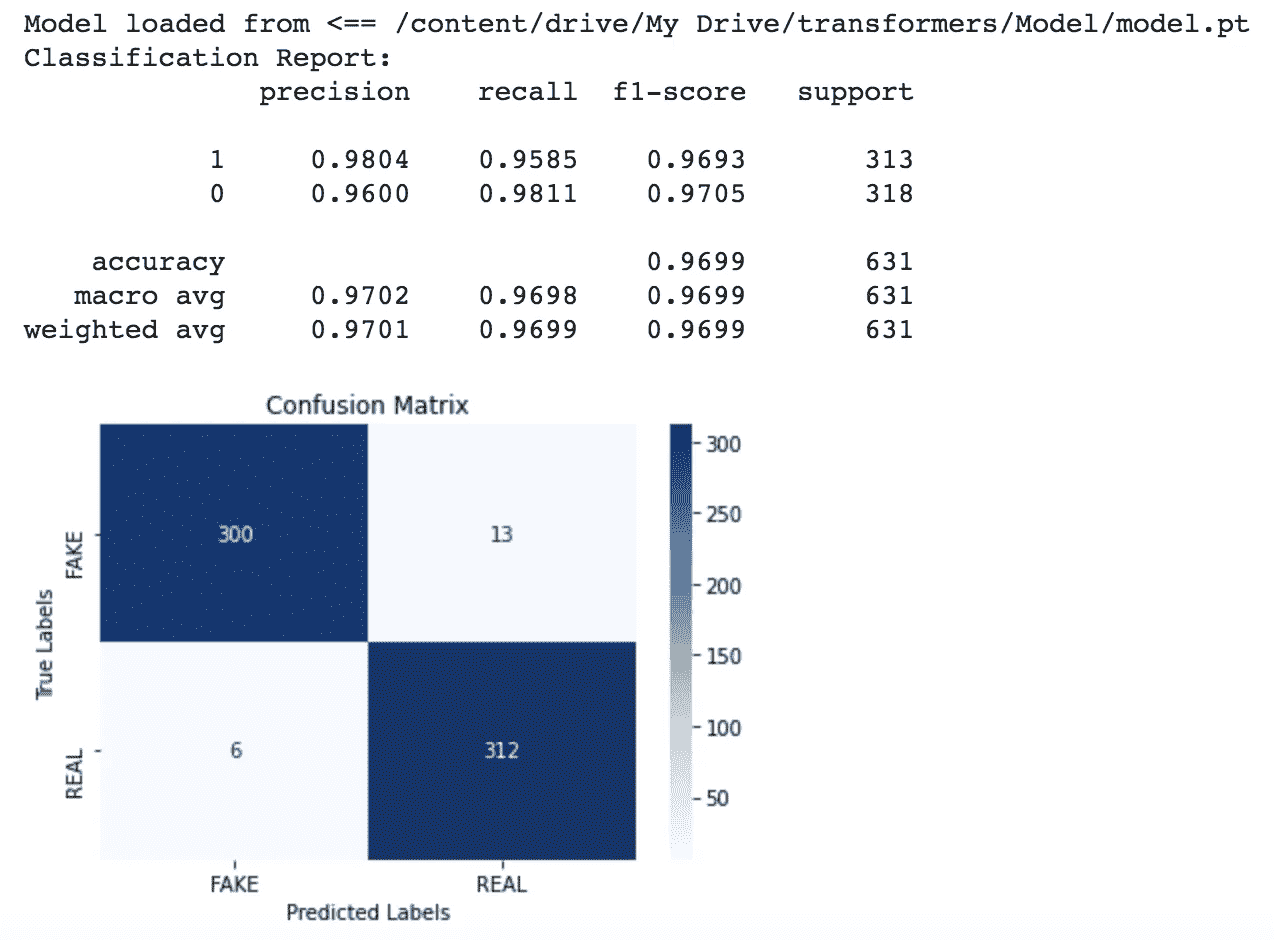 Model loaded from <== /content/drive/My Drive/transformers/Model/model.pt
Classification Report:
precision recall f1-score support
1 0.9804 0.9585 0.9693 313
0 0.9600 0.9811 0.9705 318
accuracy 0.9699 631
macro avg 0.9702 0.9698 0.9699 631
weighted avg 0.9701 0.9699 0.9699 631
Confusion Matrix
True Labels
FAKE 300 13
REAL 6 312
FAKE REAL
Predicted Labels
300
250
200
150
100
50